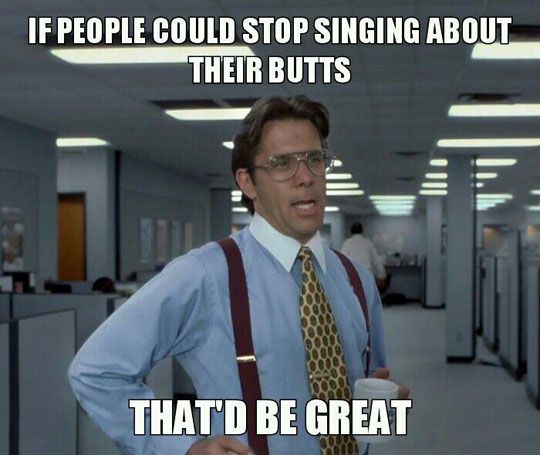 IF PEOPLE COULD STOP SINGING ABOUT
THEIR BUTTS
THAT'D BE GREAT